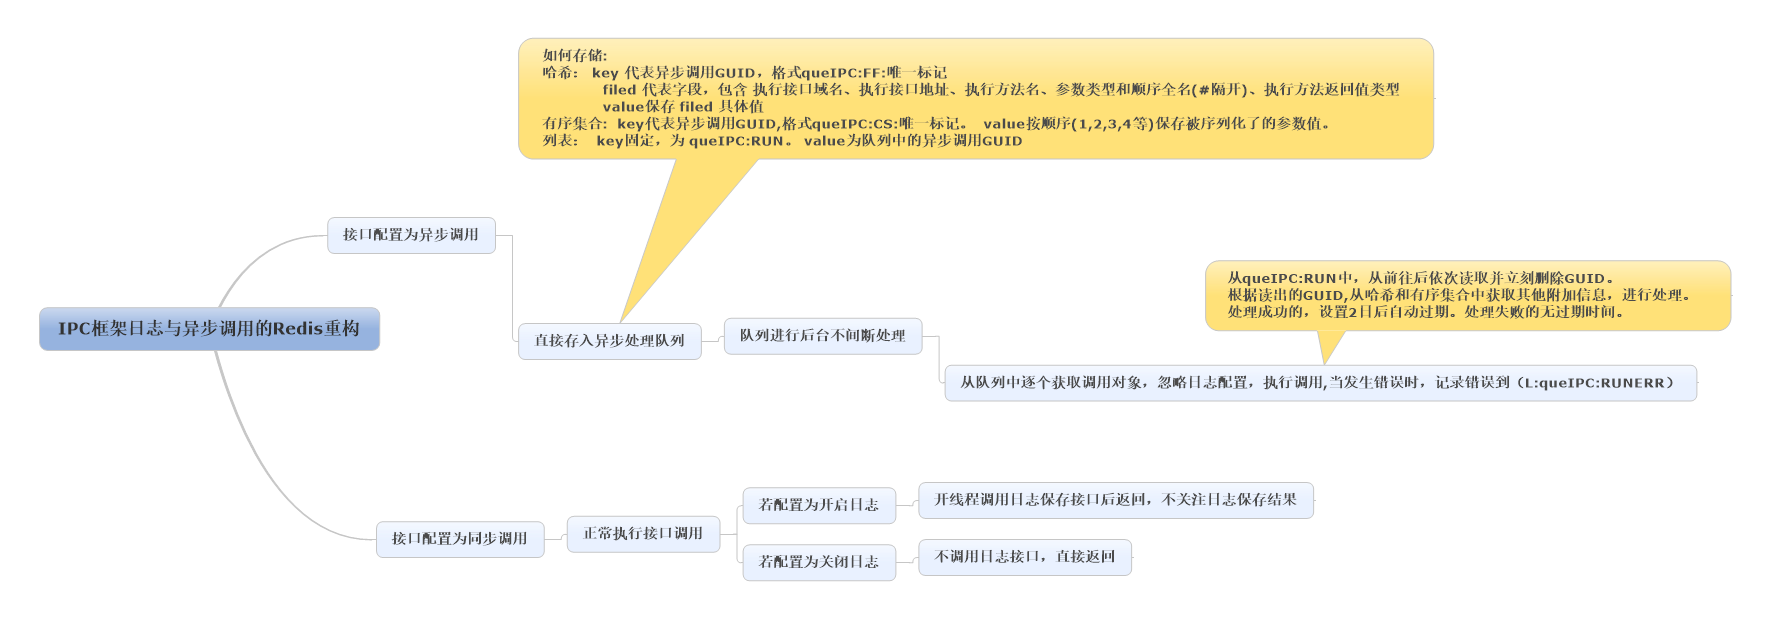 如何存储:
哈希： key 代表异步调用GUID，格式queIPC:FF:唯一标记
filed 代表字段，包含 执行接口域名、执行接口地址、执行方法名、参数类型和顺序全名(#隔开)、执行方法返回值类型
value保存 filed 具体值
有序集合: key代表异步调用GUID,格式queIPC:CS:唯一标记。 value按顺序(1,2,3,4等)保存被序列化了的参数值。
列表： key固定，为 queIPC:RUN。 value为队列中的异步调用GUID
接口配置为异步调用
从queIPC:RUN中，从前往后依次读取并立刻删除GUID。
根据读出的GUID,从哈希和有序集合中获取其他附加信息，进行处理。
处理成功的，设置2日后自动过期。处理失败的无过期时间。
IPC框架日志与异步调用的Redis重构
直接存入异步处理队列
队列进行后台不间断处理
从队列中逐个获取调用对象，忽略日志配置，执行调用,当发生错误时，记录错误到（L:queIPC:RUNERR）
接口配置为同步调用
正常执行接口调用
若配置为开启日志
开线程调用日志保存接口后返回，不关注日志保存结果
若配置为关闭日志
不调用日志接口，直接返回